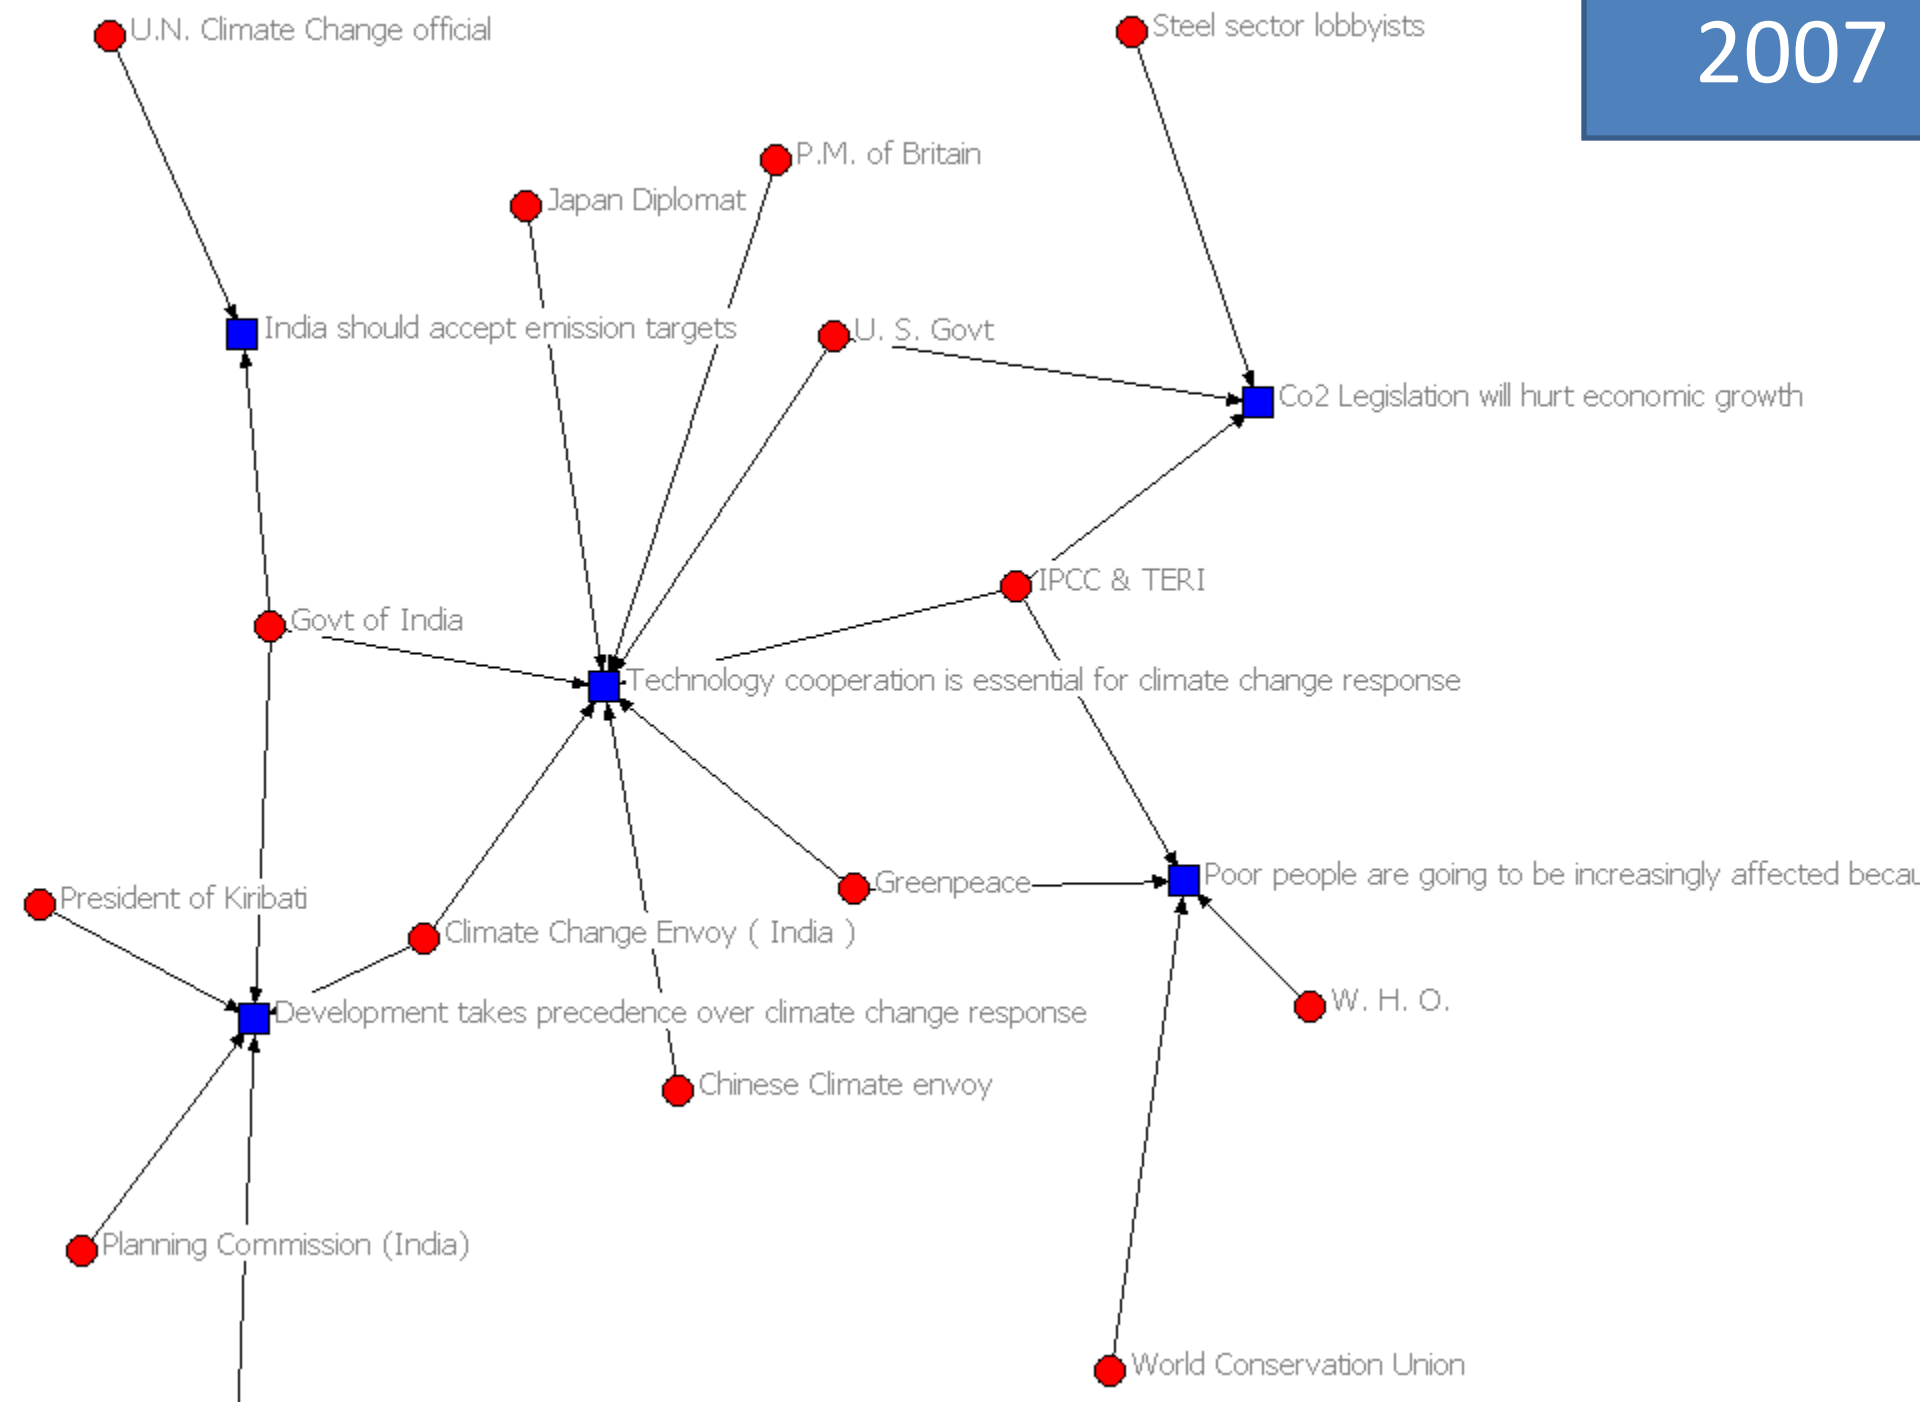 U.N. Climate Change official
Steel sector lobbyists
2007
P.M. of Britain
Japan Diplomat
India should accept emission targets
U. S. Govt
Co2 Legislation will hurt economic growth
IPCC & TERI
Govt of India
Technology cooperation is essential for climate change response
Poor people are going to be increasingly affected becau
Greenpeace
President of Kiribati
Climate Change Envoy ( India )
W. H. O.
Development takes precedence over climate change response
Chinese Climate envoy
Planning Commission (India)
World Conservation Union